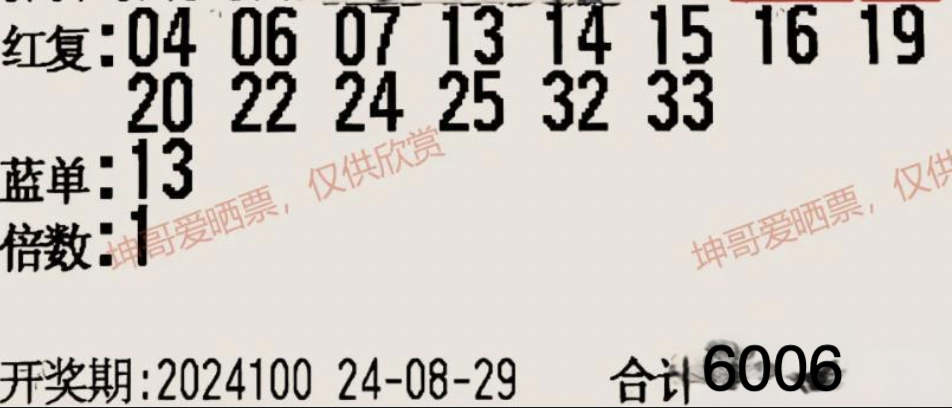 红复:04 06 07 13 14 15 16 19
20 22 24 25 32 33
蓝单:13
倍数:1
坤哥爱晒票，仅供欣赏
坤哥爱晒票，仅供
开奖期:2024100 24-08-29 合计6006